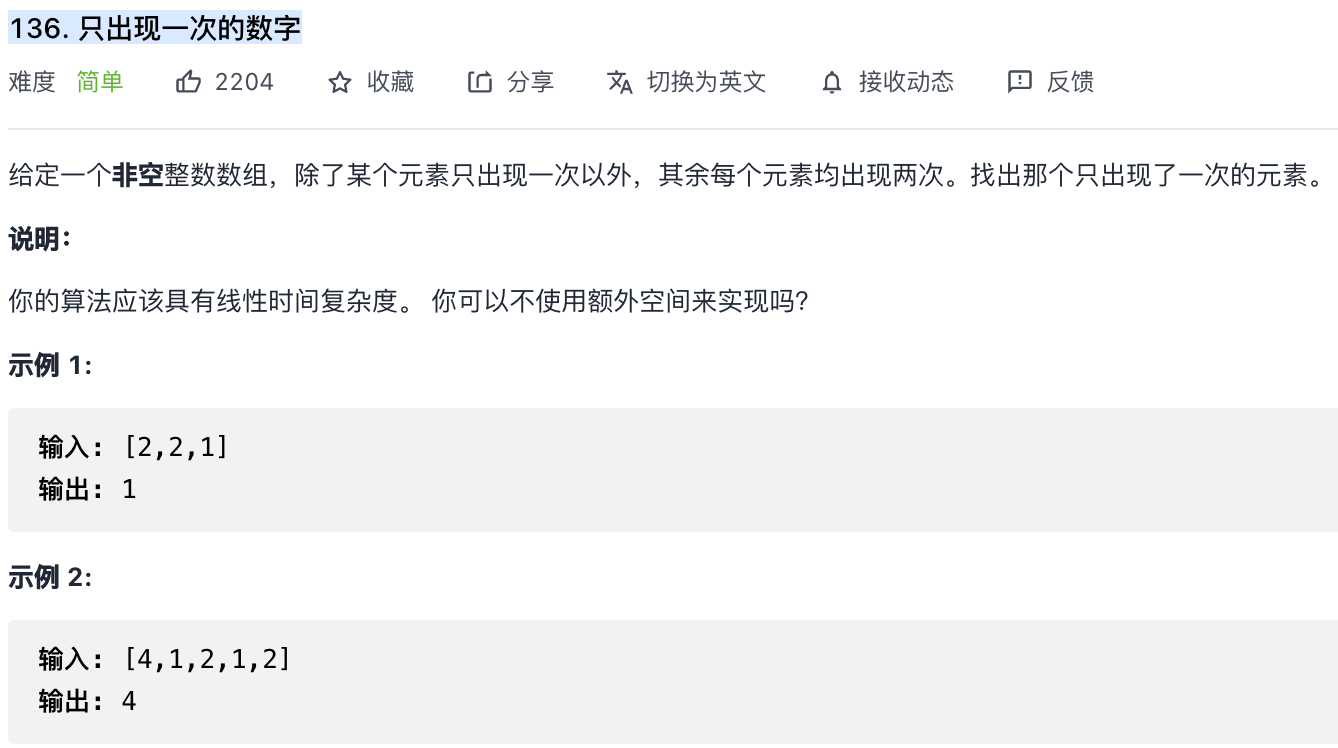 136. 只出现一次的数字
难度 简单 2204 收藏 分享 切换为英文 接收动态 反馈
给定一个非空整数数组，除了某个元素只出现一次以外，其余每个元素均出现两次。找出那个只出现了一次的元素。
说明：
你的算法应该具有线性时间复杂度。 你可以不使用额外空间来实现吗？
示例 1:
输入: [2,2,1]
输出: 1
示例 2:
输入: [4,1,2,1,2]
输出: 4